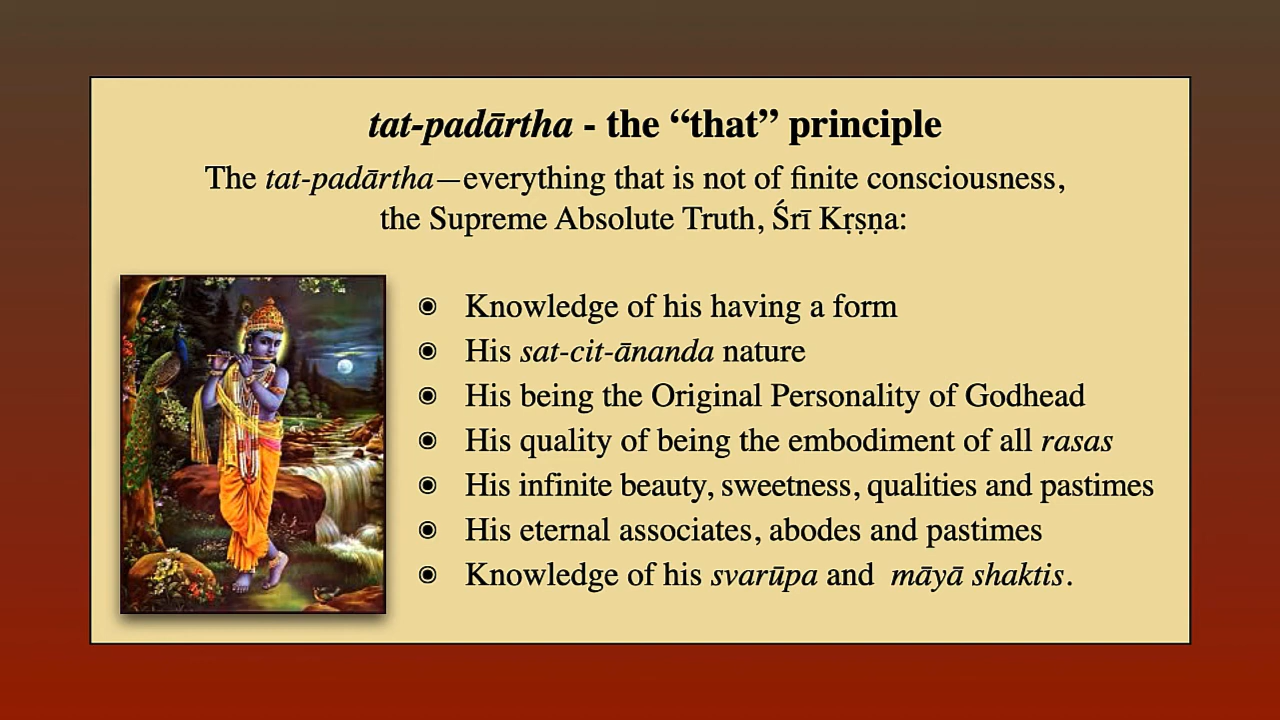 tat-padārtha - the “that” principle
The tat-padārtha—everything that is not of finite consciousness,
the Supreme Absolute Truth, Śrī Kṛṣṇa:
◉ Knowledge of his having a form
◉ His sat-cit-ānanda nature
◉ His being the Original Personality of Godhead
◉ His quality of being the embodiment of all rasas
◉ His infinite beauty, sweetness, qualities and pastimes
◉ His eternal associates, abodes and pastimes
◉ Knowledge of his svarūpa and māyā shaktis.